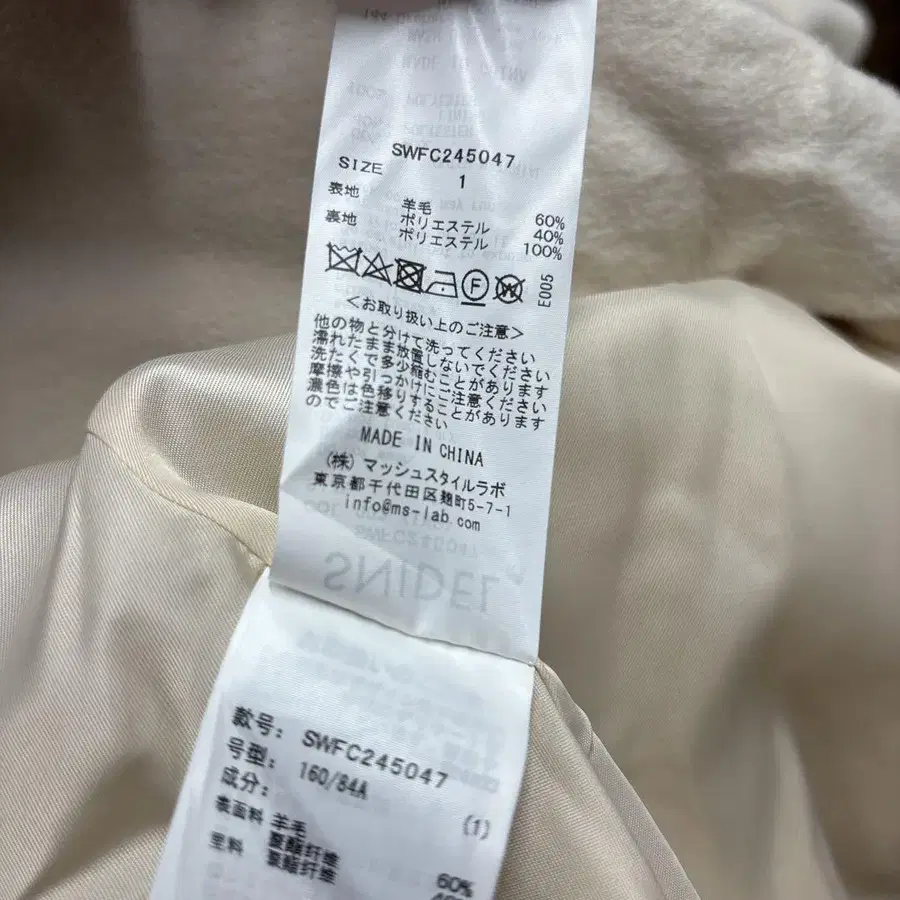 SWFC245047
SIZE 1
表地 羊毛 60%
ポリエステル 40%
裏地 ポリエステル 100%
F
W
E005
<お取り扱い上のご注意>
他の物と分けて洗ってください
濡れたまま放置しないでください
洗たくで多少縮むことがあります
摩擦や引っかけにご注意ください
濃色は色移りすることがあります
のでご注意ください
MADE IN CHINA
(株)マッシュスタイルラボ
東京都千代田区麹町5-7-1
info@ms-lab.com
SWFC245047
SNIDEL
款号: SWFC245047
号型: 160/84A (1)
成分:
表面料 羊毛 60%
聚酯纤维
里料 聚酯纤维